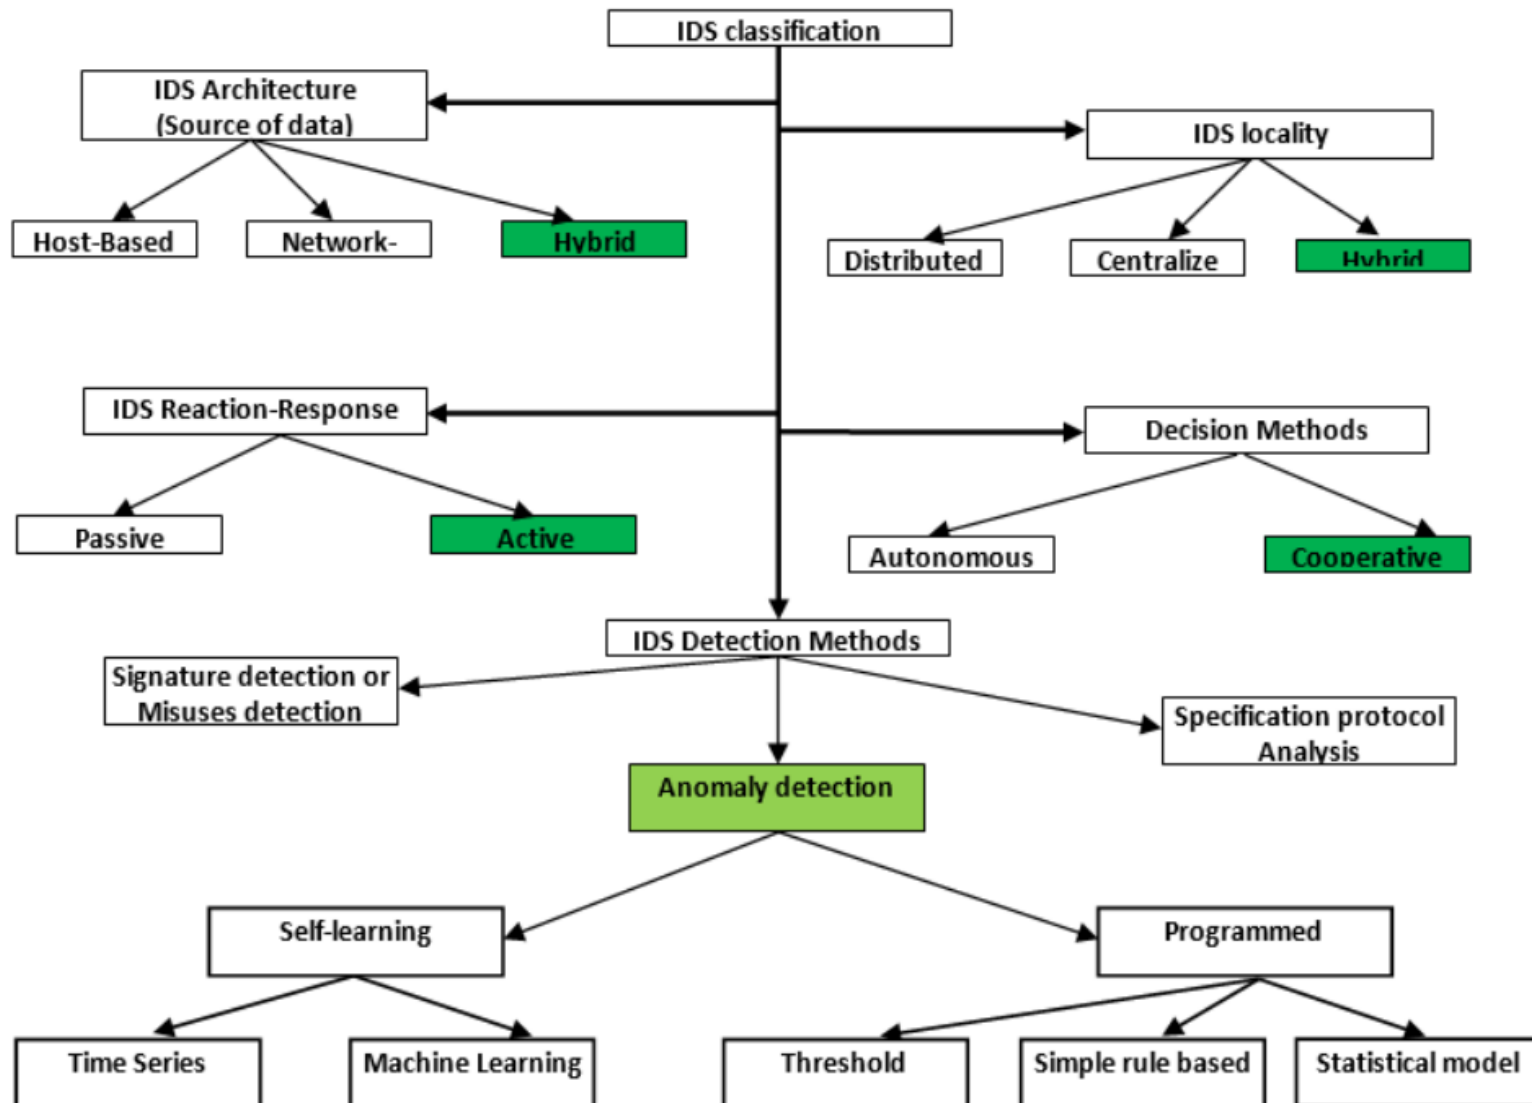 IDS classification
IDS Architecture
(Source of data)
IDS locality
Host-Based
Network-
Hybrid
Distributed
Centralize
Hybrid
IDS Reaction-Response
Decision Methods
Passive
Active
Autonomous
Cooperative
IDS Detection Methods
Signature detection or
Misuses detection
Specification protocol
Analysis
Anomaly detection
Self-learning
Programmed
Time Series
Machine Learning
Threshold
Simple rule based
Statistical model